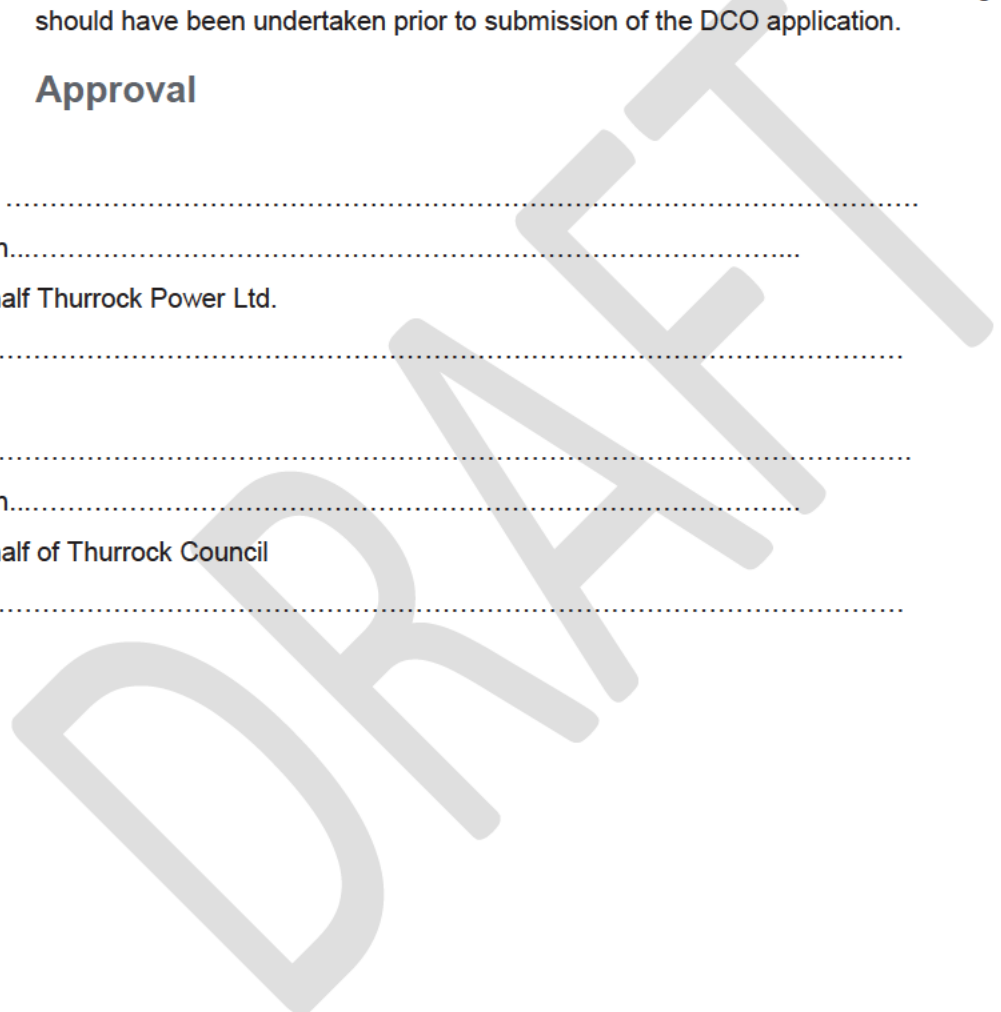 should have been undertaken prior to submission of the DCO application.
Approval
……………………………………………………………………………………………….
n...……………………………………………………………………………...
alf Thurrock Power Ltd.
………………………………………………………………………………………………
……………………………………………………………………………………………….
n...……………………………………………………………………………...
alf of Thurrock Council
………………………………………………………………………………………………
DRAFT